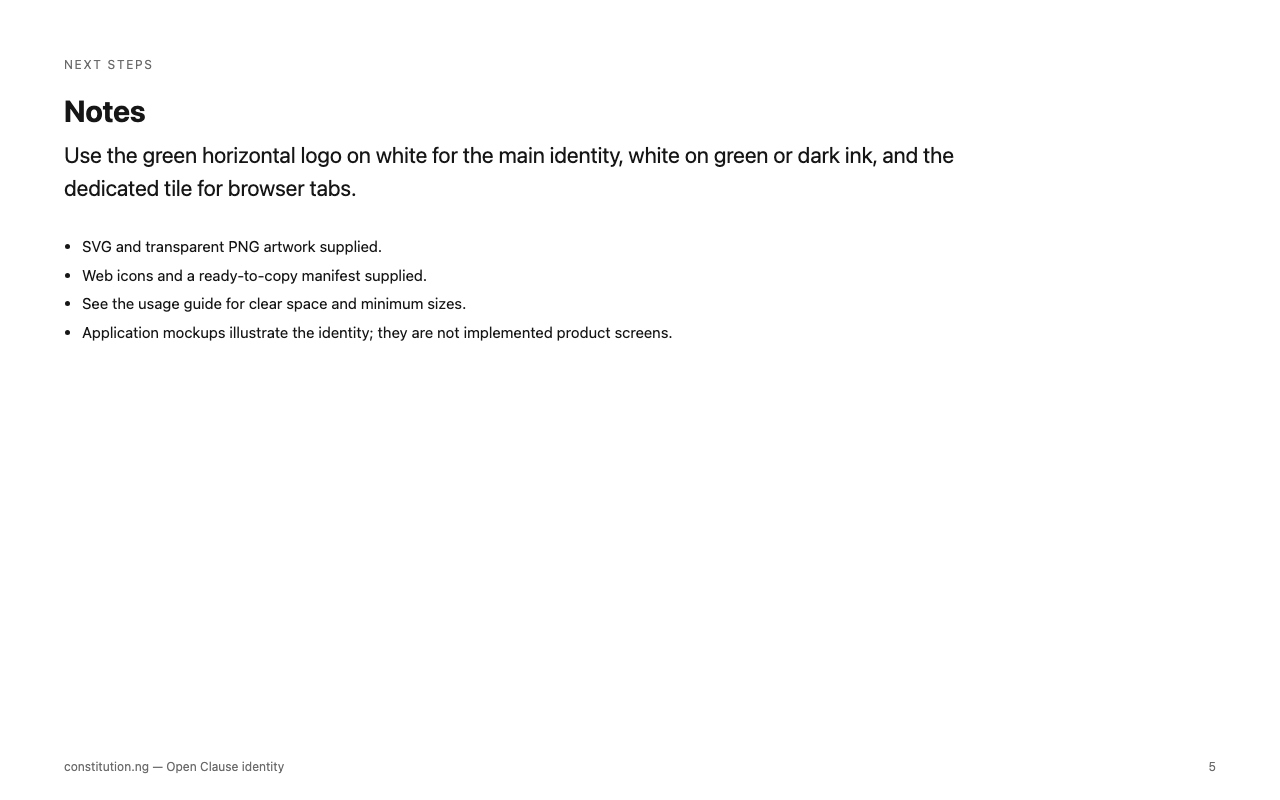 NEXT STEPS
Notes
Use the green horizontal logo on white for the main identity, white on green or dark ink, and the
dedicated tile for browser tabs.
• SVG and transparent PNG artwork supplied.
• Web icons and a ready-to-copy manifest supplied.
• See the usage guide for clear space and minimum sizes.
• Application mockups illustrate the identity; they are not implemented product screens.
constitution.ng — Open Clause identity
5